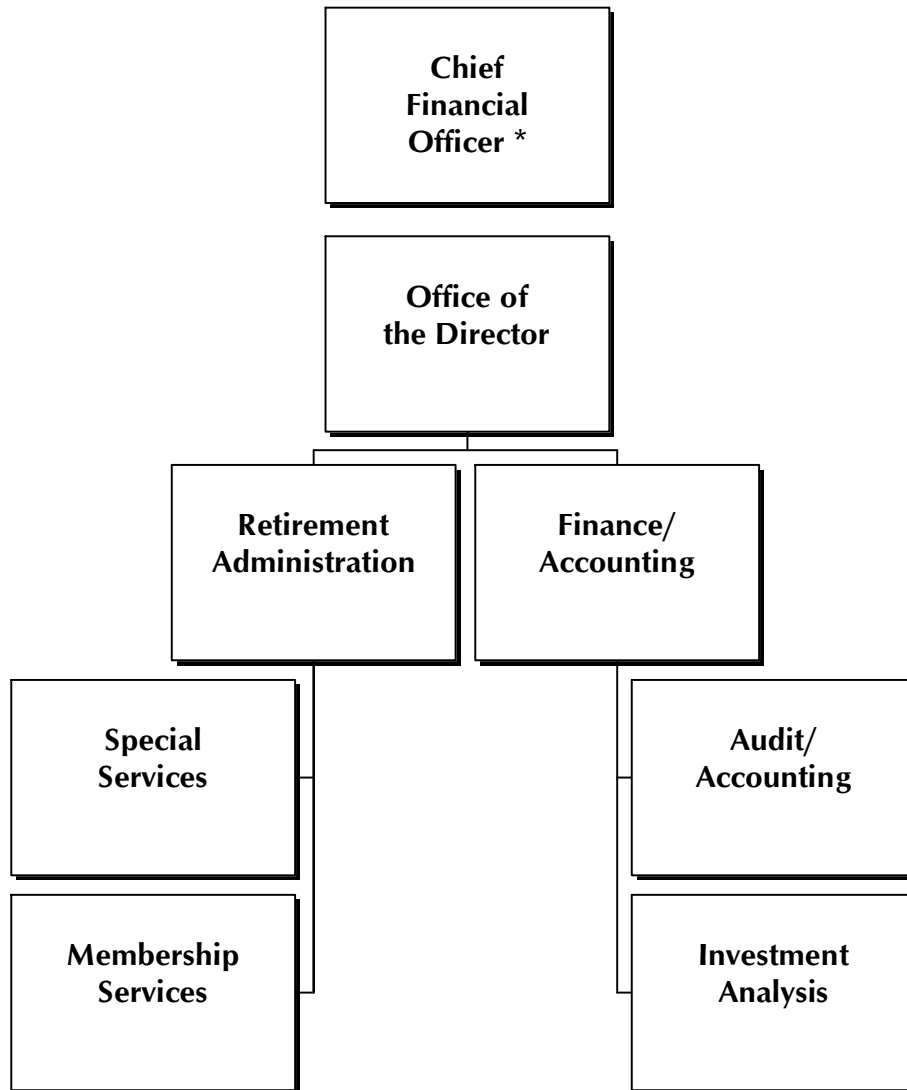 Chief
Financial
Officer *
Office of
the Director
Retirement
Administration
Finance/
Accounting
Special
Services
Audit/
Accounting
Membership
Services
Investment
Analysis